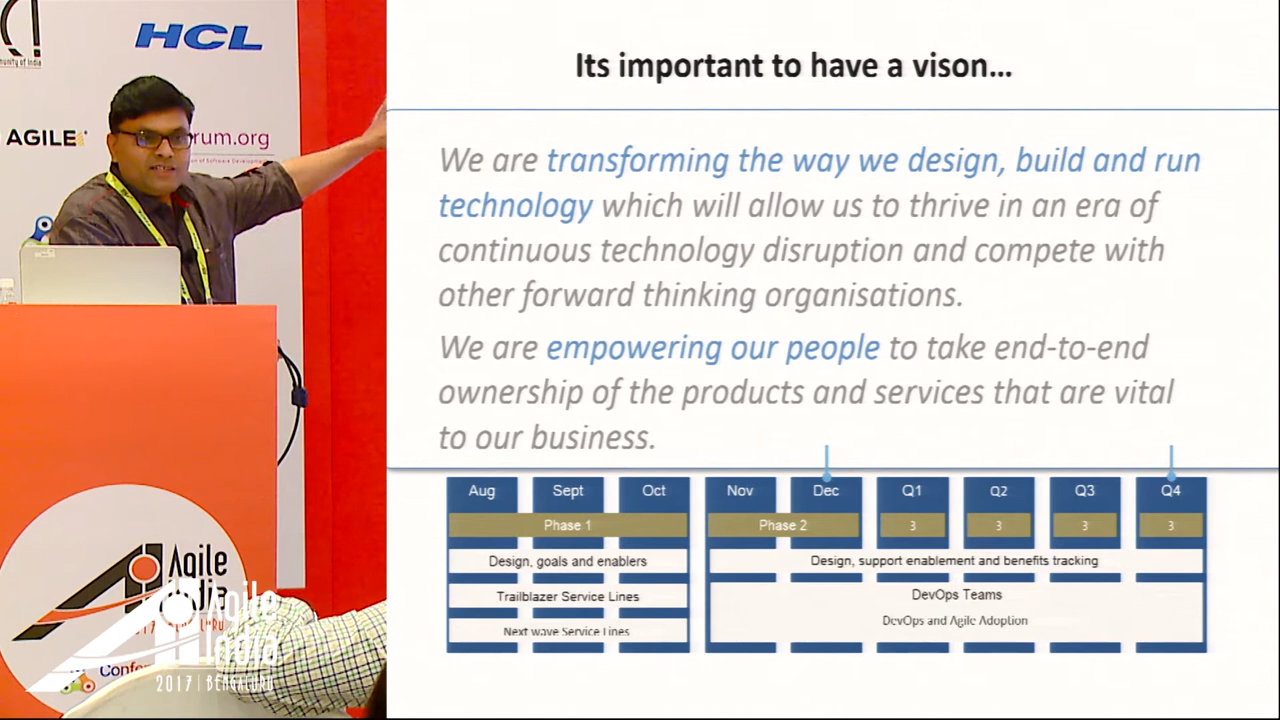 HCL
AGILE
rum.org
Its important to have a vison...
We are transforming the way we design, build and run
technology which will allow us to thrive in an era of
continuous technology disruption and compete with
other forward thinking organisations.
We are empowering our people to take end-to-end
ownership of the products and services that are vital
to our business.
Aug Sept Oct Nov Dec Q1 Q2 Q3 Q4
Phase 1 Phase 2 3 3 3 3
Design, goals and enablers Design, support enablement and benefits tracking
Trailblazer Service Lines DevOps Teams
Next wave Service Lines DevOps and Agile Adoption
Agile
India
Agile
India
2017 | BENGALURU